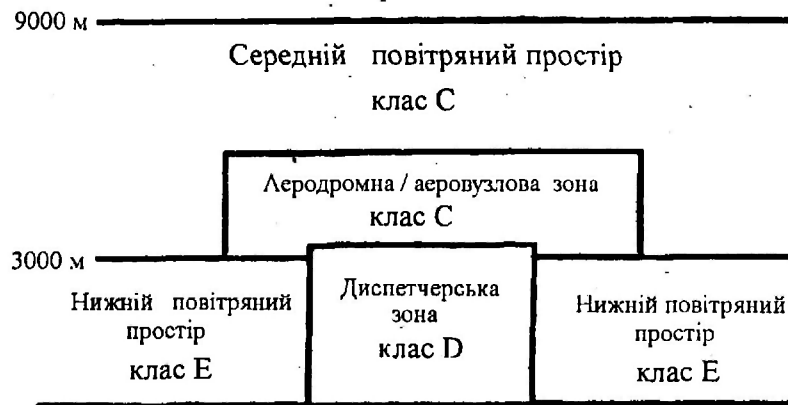 9000 м
Середній повітряний простір
клас C
Аеродромна / аеровузлова зона
клас C
3000 м
Нижній повітряний
простір
клас E
Диспетчерська
зона
клас D
Нижній повітряний
простір
клас E